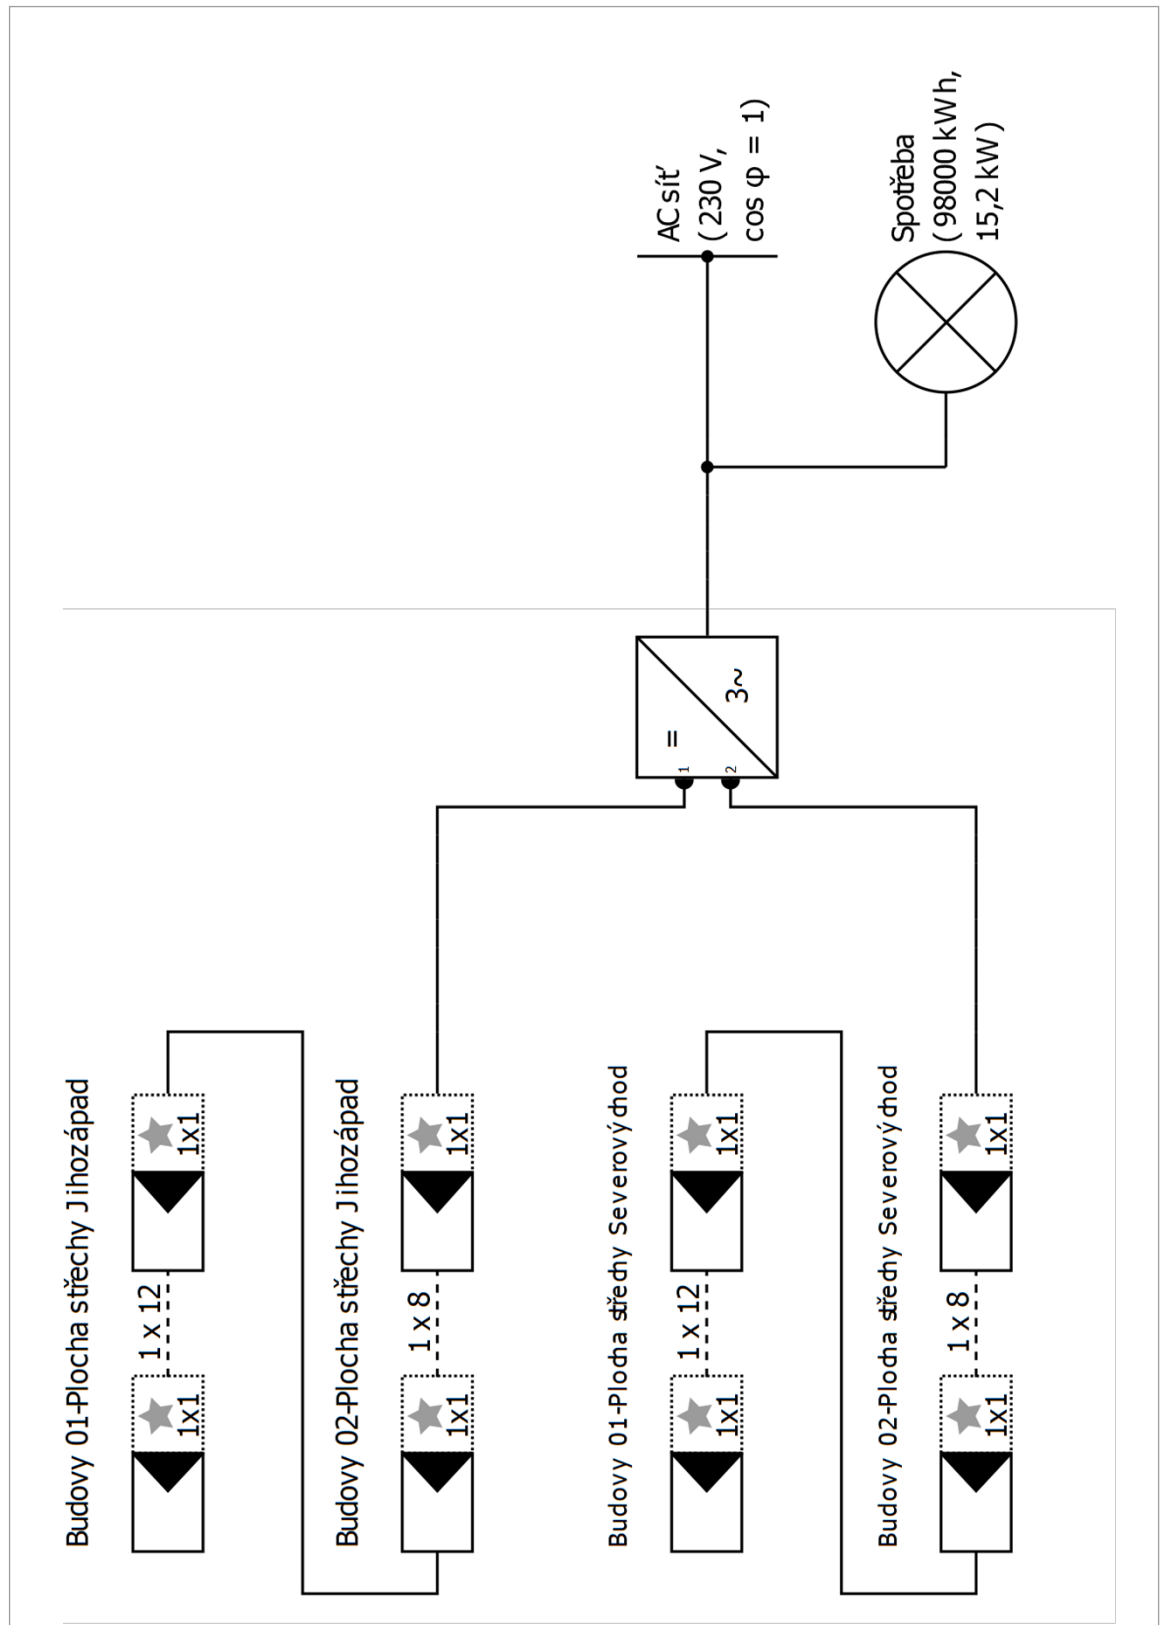 Budovy 01-Plocha střechy Jihozápad
1 x 12
1x1
1x1
Budovy 02-Plocha střechy Jihozápad
1 x 8
1x1
1x1
Budovy 01-Plocha střechy Severovýchod
1 x 12
1x1
1x1
Budovy 02-Plocha střechy Severovýchod
1 x 8
1x1
1x1
=
3~
1
2
AC síť
(230 V,
cos φ = 1)
Spotřeba
(98000 kWh,
15,2 kW)